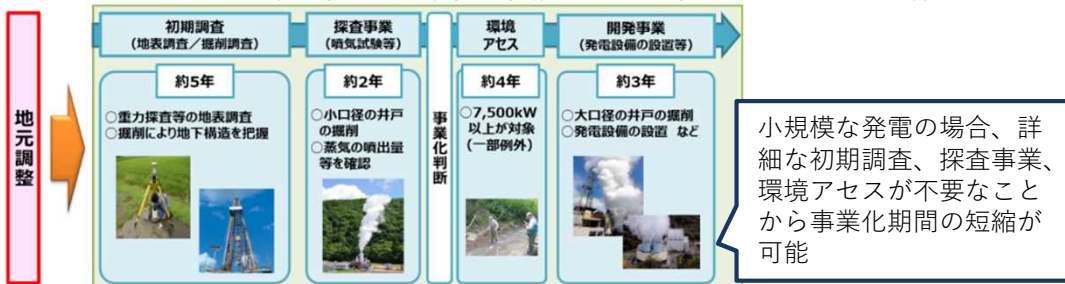 地元調整
初期調査
(地表調査/掘削調査)
約5年
○重力探査等の地表調査
○掘削により地下構造を把握
探査事業
(噴気試験等)
約2年
○小口径の井戸
の掘削
○蒸気の噴出量
等を確認
事業化判断
環境
アセス
約4年
○7,500kW
以上が対象
(一部例外)
開発事業
(発電設備の設置等)
約3年
○大口径の井戸の掘削
○発電設備の設置 など
小規模な発電の場合、詳
細な初期調査、探査事業、
環境アセスが不要なこと
から事業化期間の短縮が
可能